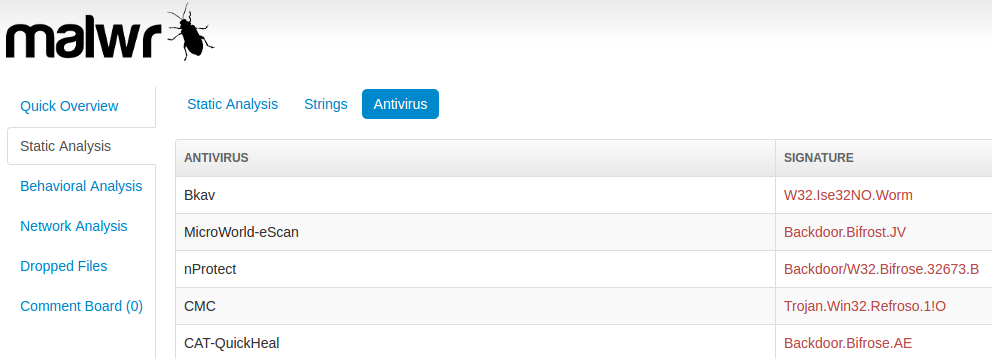 malwr
Quick Overview
Static Analysis
Behavioral Analysis
Network Analysis
Dropped Files
Comment Board (0)
Static Analysis Strings Antivirus
ANTIVIRUS SIGNATURE
Bkav W32.Ise32NO.Worm
MicroWorld-eScan Backdoor.Bifrost.JV
nProtect Backdoor/W32.Bifrose.32673.B
CMC Trojan.Win32.Refroso.1!O
CAT-QuickHeal Backdoor.Bifrose.AE